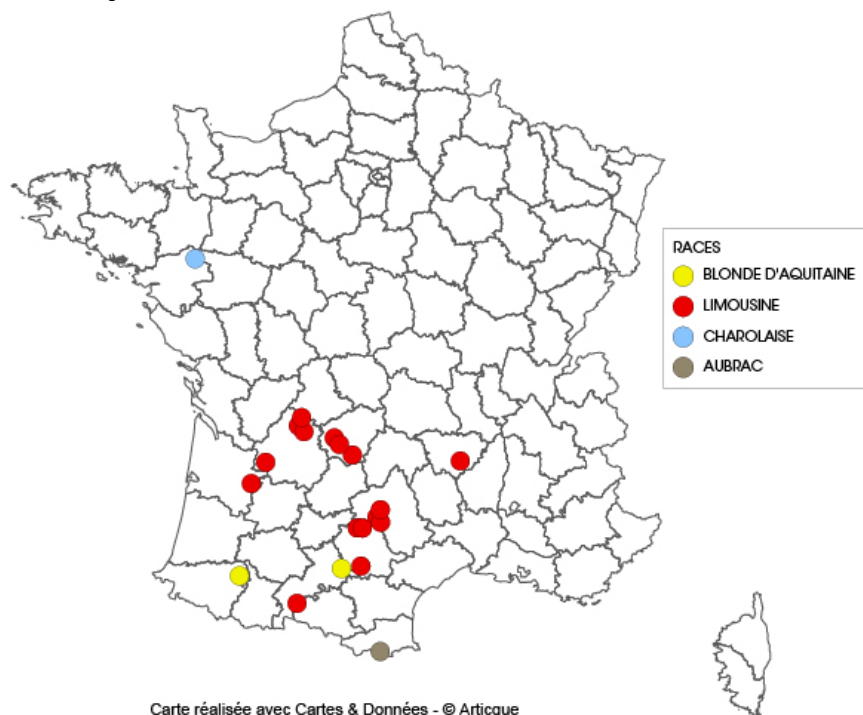 RACES
BLONDE D'AQUITAINE
LIMOUSINE
CHAROLAISE
AUBRAC
Carte réalisée avec Cartes & Données - © Articque